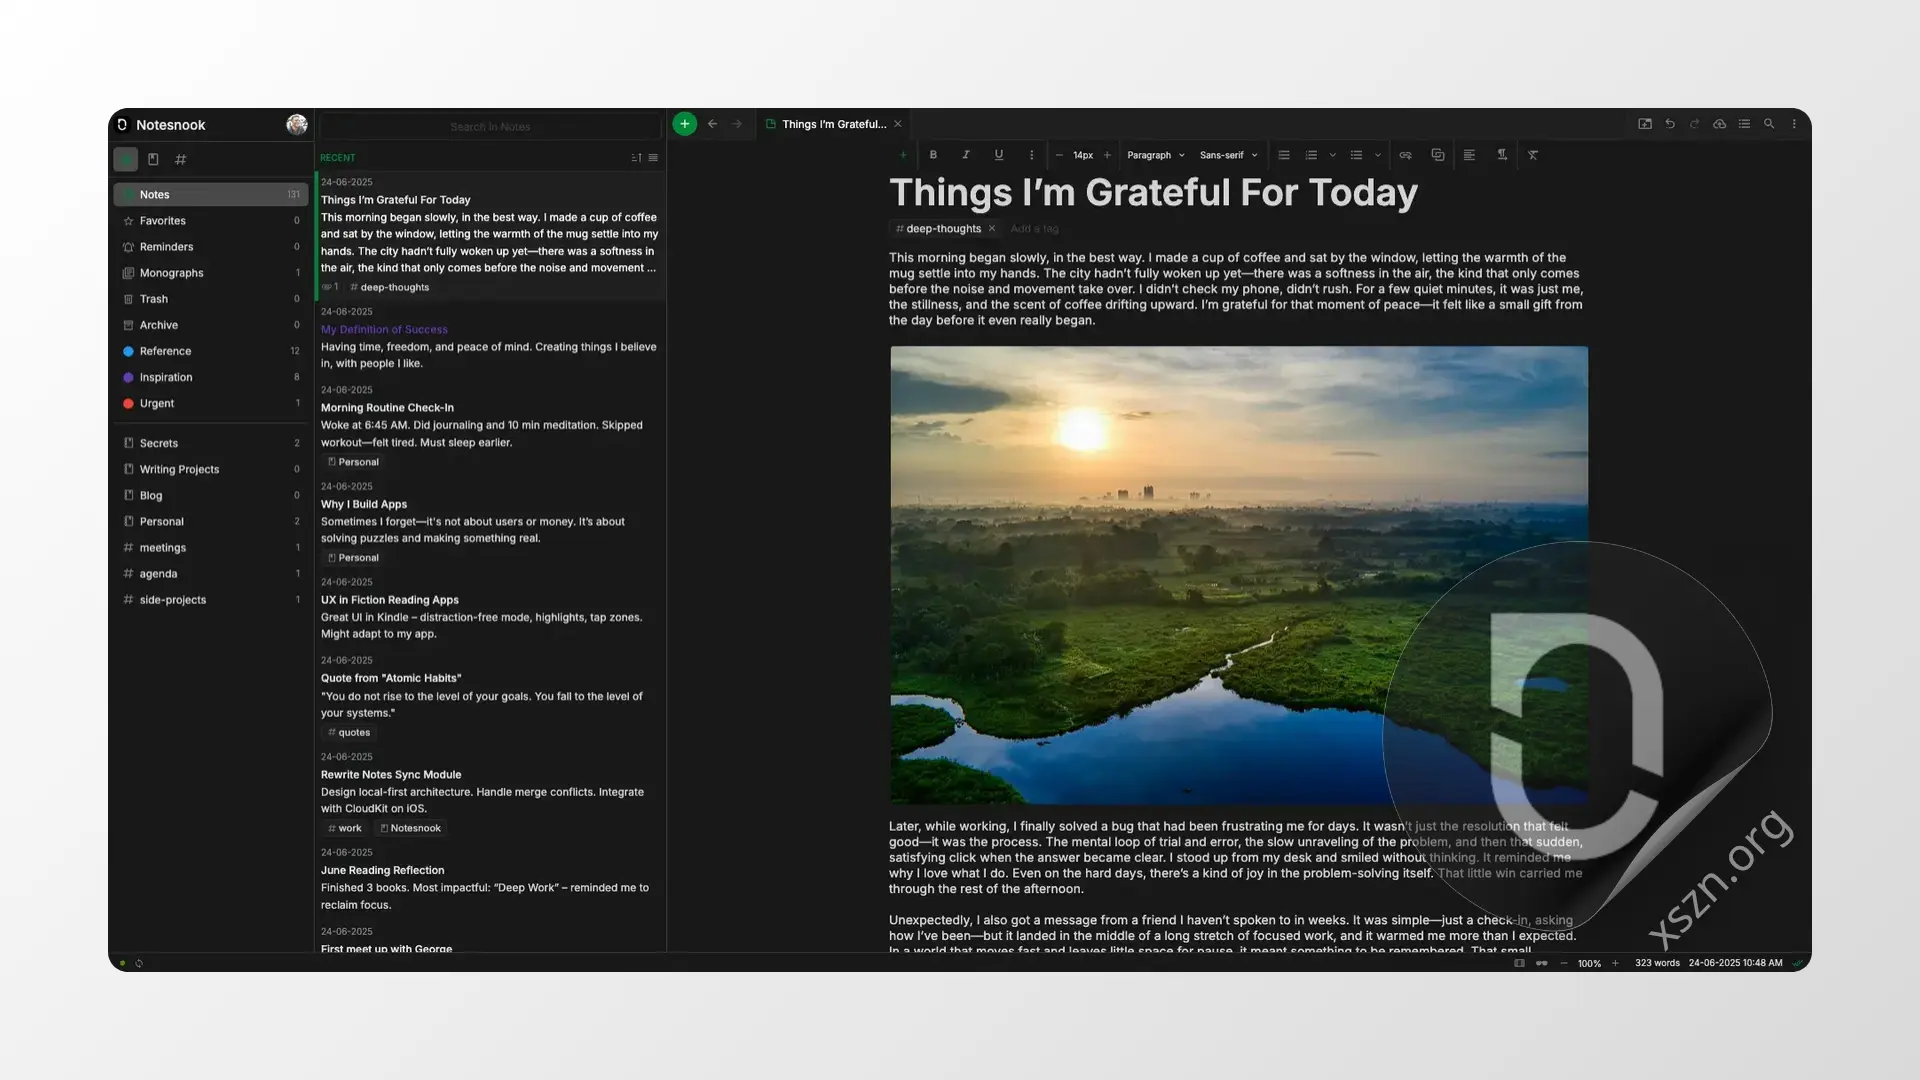 Notesnook
Notes 131
Favorites 0
Reminders 0
Monographs 1
Trash 0
Archive 0
Reference 12
Inspiration 8
Urgent 1
Secrets 2
Writing Projects 0
Blog 0
Personal 2
# meetings 1
# agenda 1
# side-projects 1
Search in Notes
RECENT
24-06-2025
Things I’m Grateful For Today
This morning began slowly, in the best way. I made a cup of coffee
and sat by the window, letting the warmth of the mug settle into my
hands. The city hadn’t fully woken up yet—there was a softness in
the air, the kind that only comes before the noise and movement ...
1 # deep-thoughts
24-06-2025
My Definition of Success
Having time, freedom, and peace of mind. Creating things I believe
in, with people I like.
24-06-2025
Morning Routine Check-In
Woke at 6:45 AM. Did journaling and 10 min meditation. Skipped
workout—felt tired. Must sleep earlier.
Personal
24-06-2025
Why I Build Apps
Sometimes I forget—it's not about users or money. It’s about
solving puzzles and making something real.
Personal
24-06-2025
UX in Fiction Reading Apps
Great UI in Kindle – distraction-free mode, highlights, tap zones.
Might adapt to my app.
24-06-2025
Quote from "Atomic Habits"
"You do not rise to the level of your goals. You fall to the level of
your systems."
# quotes
24-06-2025
Rewrite Notes Sync Module
Design local-first architecture. Handle merge conflicts. Integrate
with CloudKit on iOS.
# work Notesnook
24-06-2025
June Reading Reflection
Finished 3 books. Most impactful: “Deep Work” – reminded me to
reclaim focus.
24-06-2025
First meet up with George
Things I’m Grateful...
B I U 14px Paragraph Sans-serif
Things I’m Grateful For Today
# deep-thoughts Add a tag
This morning began slowly, in the best way. I made a cup of coffee and sat by the window, letting the warmth of the
mug settle into my hands. The city hadn’t fully woken up yet—there was a softness in the air, the kind that only comes
before the noise and movement take over. I didn’t check my phone, didn’t rush. For a few quiet minutes, it was just me,
the stillness, and the scent of coffee drifting upward. I’m grateful for that moment of peace—it felt like a small gift from
the day before it even really began.
Later, while working, I finally solved a bug that had been frustrating me for days. It wasn’t just the resolution that felt
good—it was the process. The mental loop of trial and error, the slow unraveling of the problem, and then that sudden,
satisfying click when the answer became clear. I stood up from my desk and smiled without thinking. It reminded me
why I love what I do. Even on the hard days, there’s a kind of joy in the problem-solving itself. That little win carried me
through the rest of the afternoon.
Unexpectedly, I also got a message from a friend I haven’t spoken to in weeks. It was simple—just a check-in, asking
how I’ve been—but it landed in the middle of a long stretch of focused work, and it warmed me more than I expected.
In a world that moves fast and leaves little space for pause, it meant something to be remembered. That small
xszn.org
100% 323 words 24-06-2025 10:48 AM